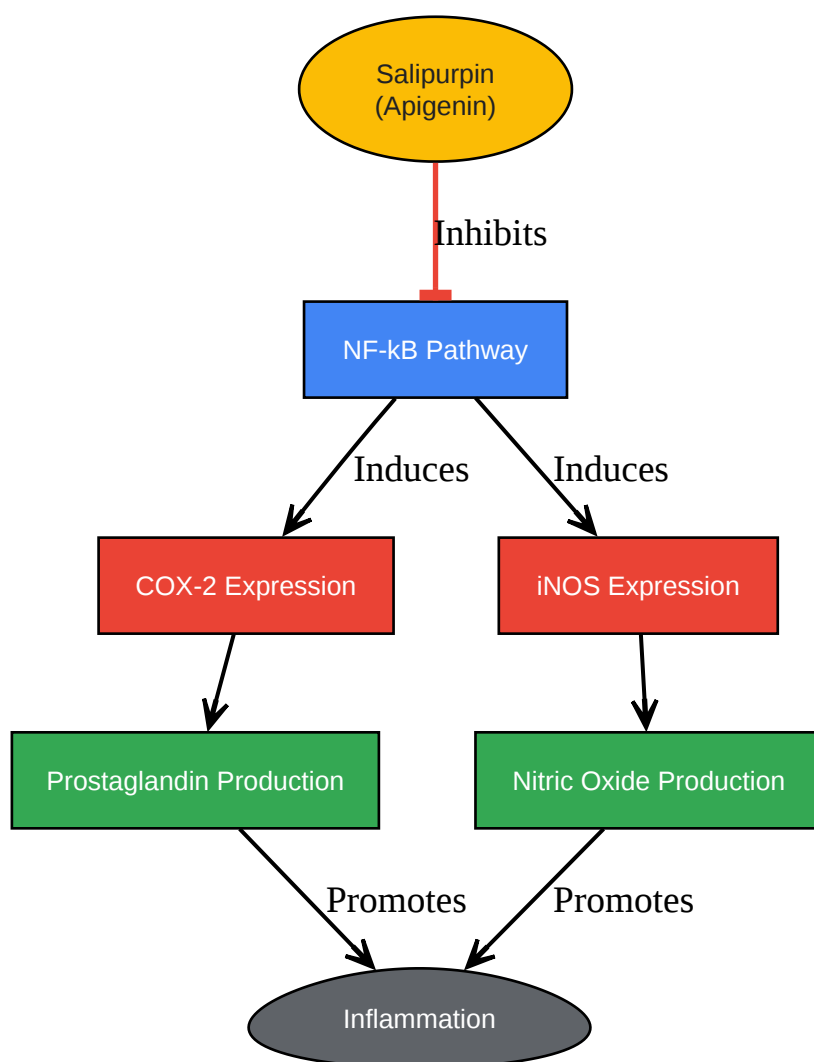 Salipurpin
(Apigenin)
Inhibits
NF-kB Pathway
Induces
Induces
COX-2 Expression
iNOS Expression
Prostaglandin Production
Nitric Oxide Production
Promotes
Promotes
Inflammation